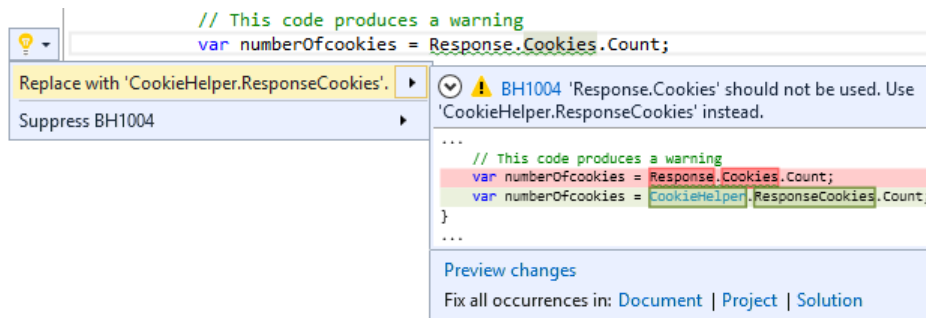 // This code produces a warning
var numberOfcookies = Response.Cookies.Count;
Replace with 'CookieHelper.ResponseCookies'.
Suppress BH1004
BH1004 'Response.Cookies' should not be used. Use
'CookieHelper.ResponseCookies' instead.
...
// This code produces a warning
var numberOfcookies = Response.Cookies.Count;
var numberOfcookies = CookieHelper.ResponseCookies.Count;
}
...
Preview changes
Fix all occurrences in: Document | Project | Solution